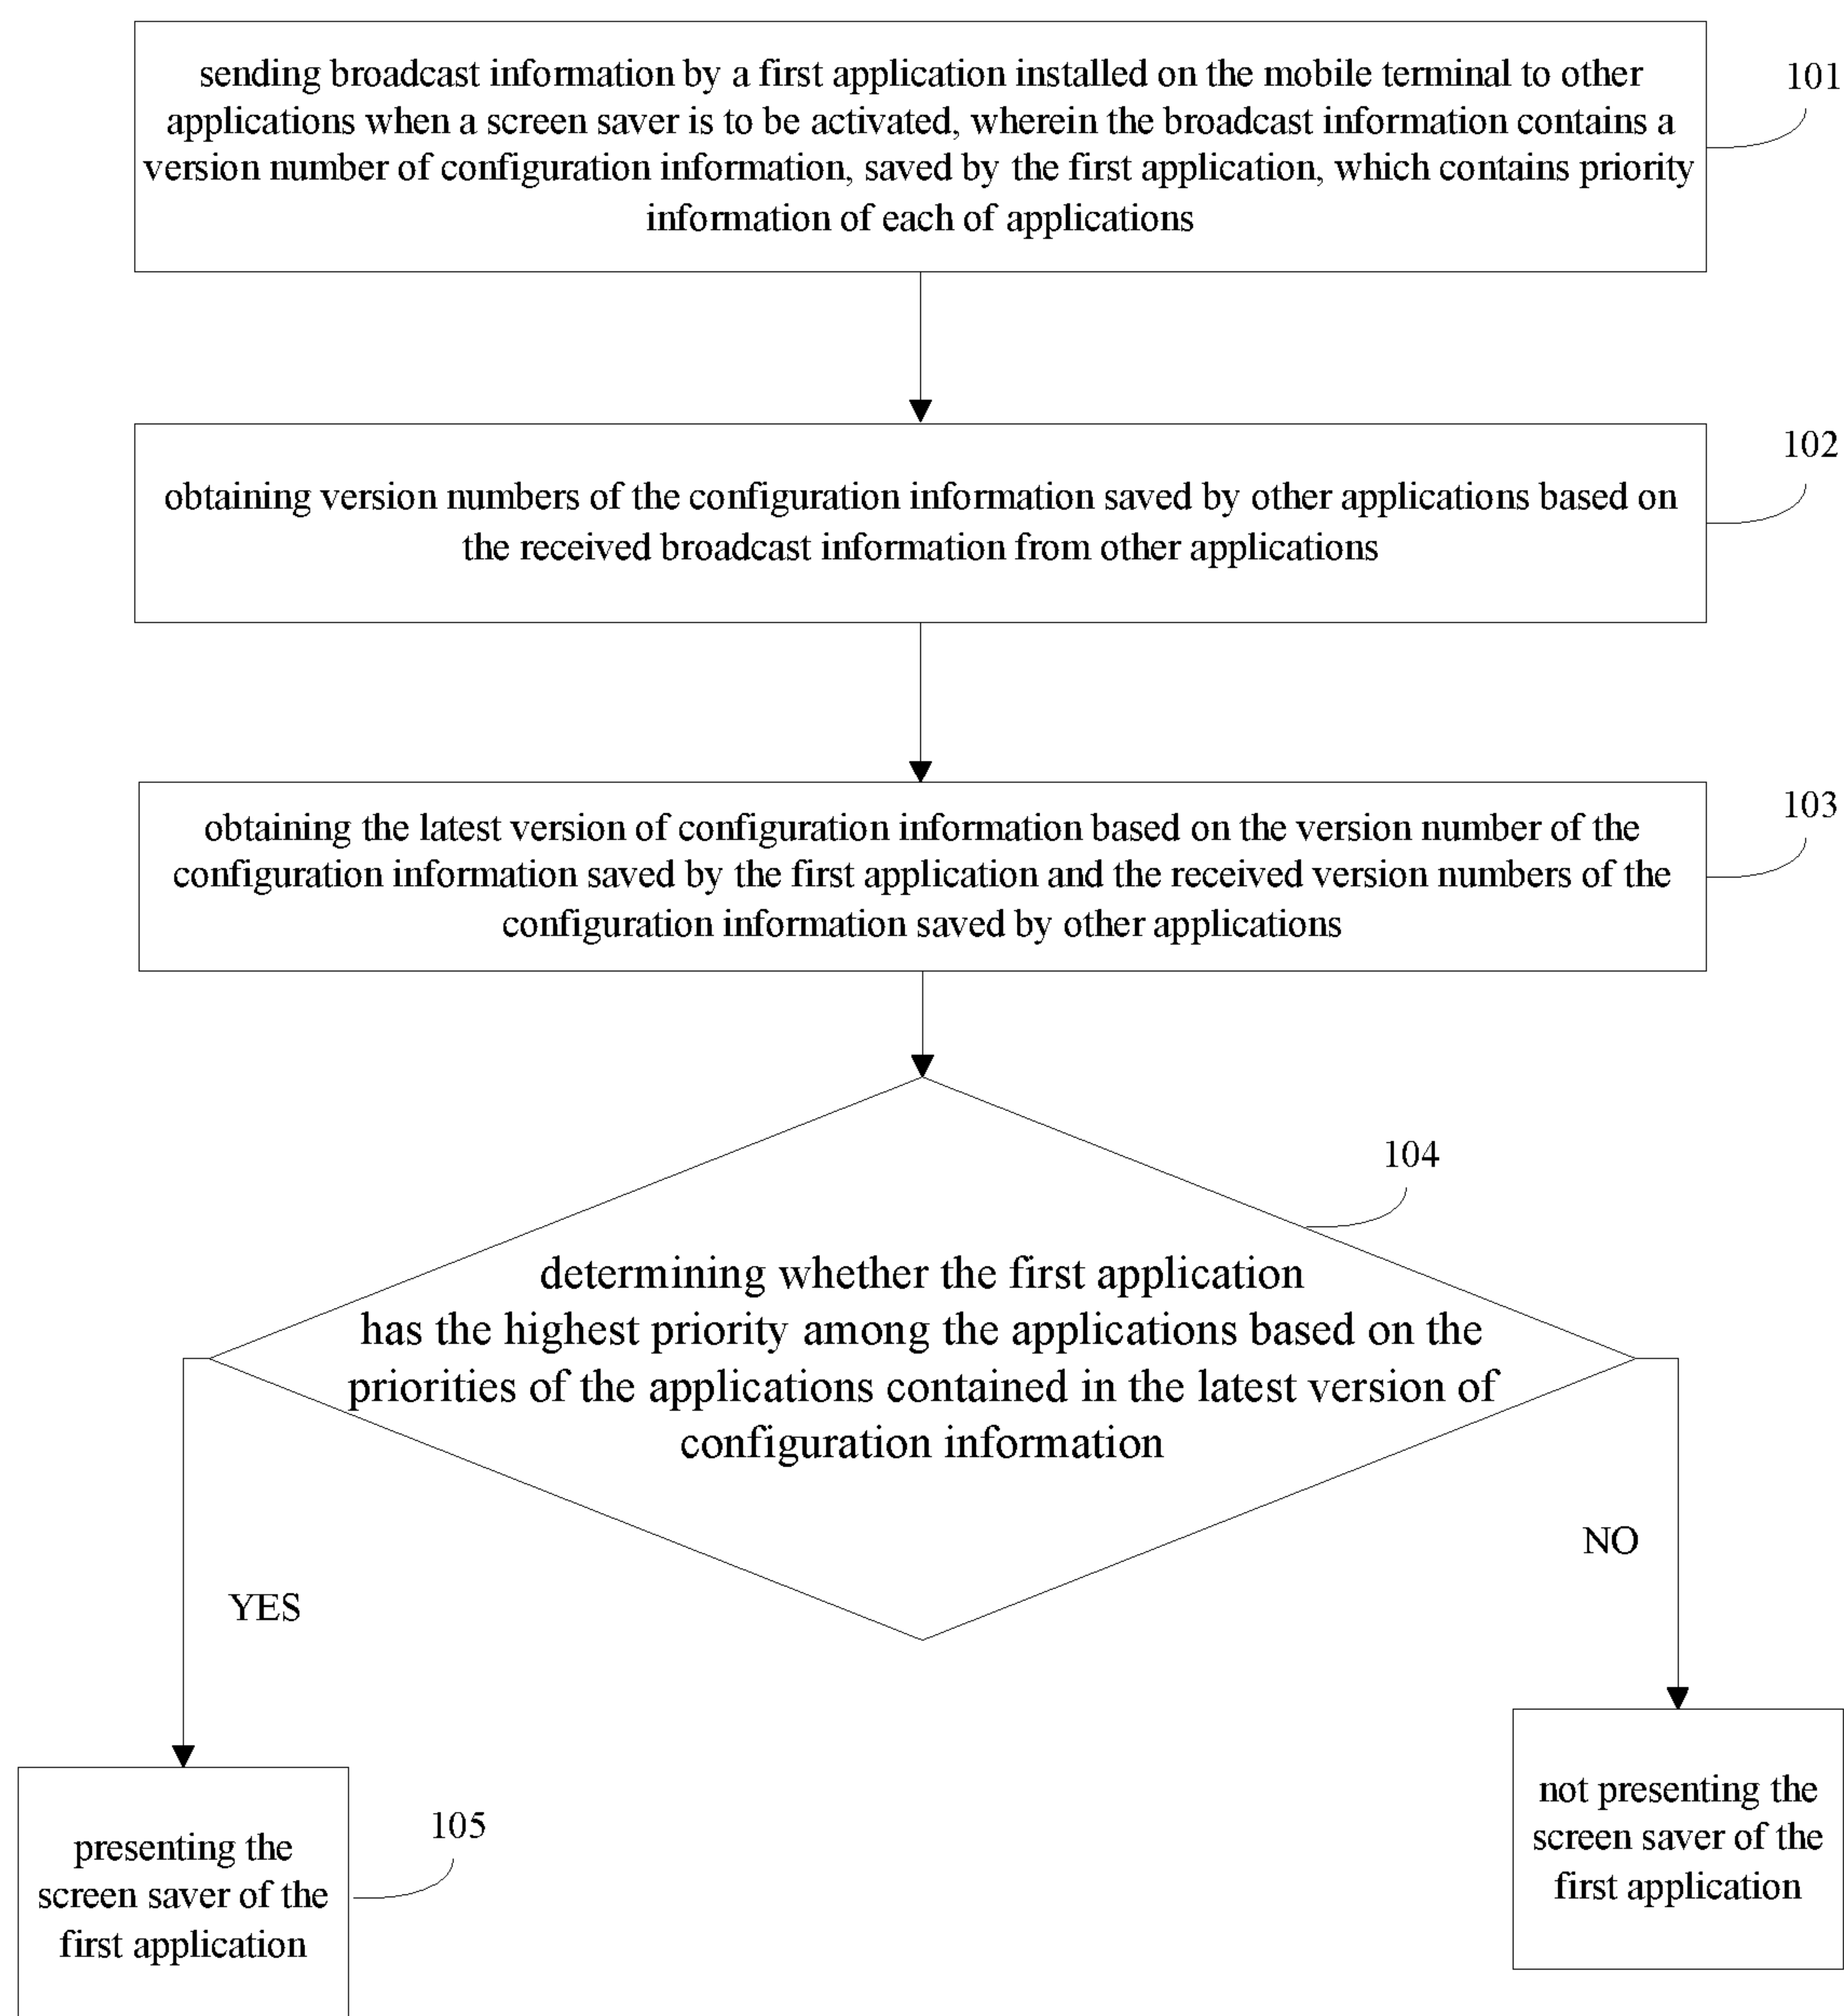 sending broadcast information by a first application installed on the mobile terminal to other
applications when a screen saver is to be activated, wherein the broadcast information contains a
version number of configuration information, saved by the first application, which contains priority
information of each of applications
101
obtaining version numbers of the configuration information saved by other applications based on
the received broadcast information from other applications
102
obtaining the latest version of configuration information based on the version number of the
configuration information saved by the first application and the received version numbers of the
configuration information saved by other applications
103
104
determining whether the first application
has the highest priority among the applications based on the
priorities of the applications contained in the latest version of
configuration information
YES
NO
presenting the
screen saver of the
first application
105
not presenting the
screen saver of the
first application